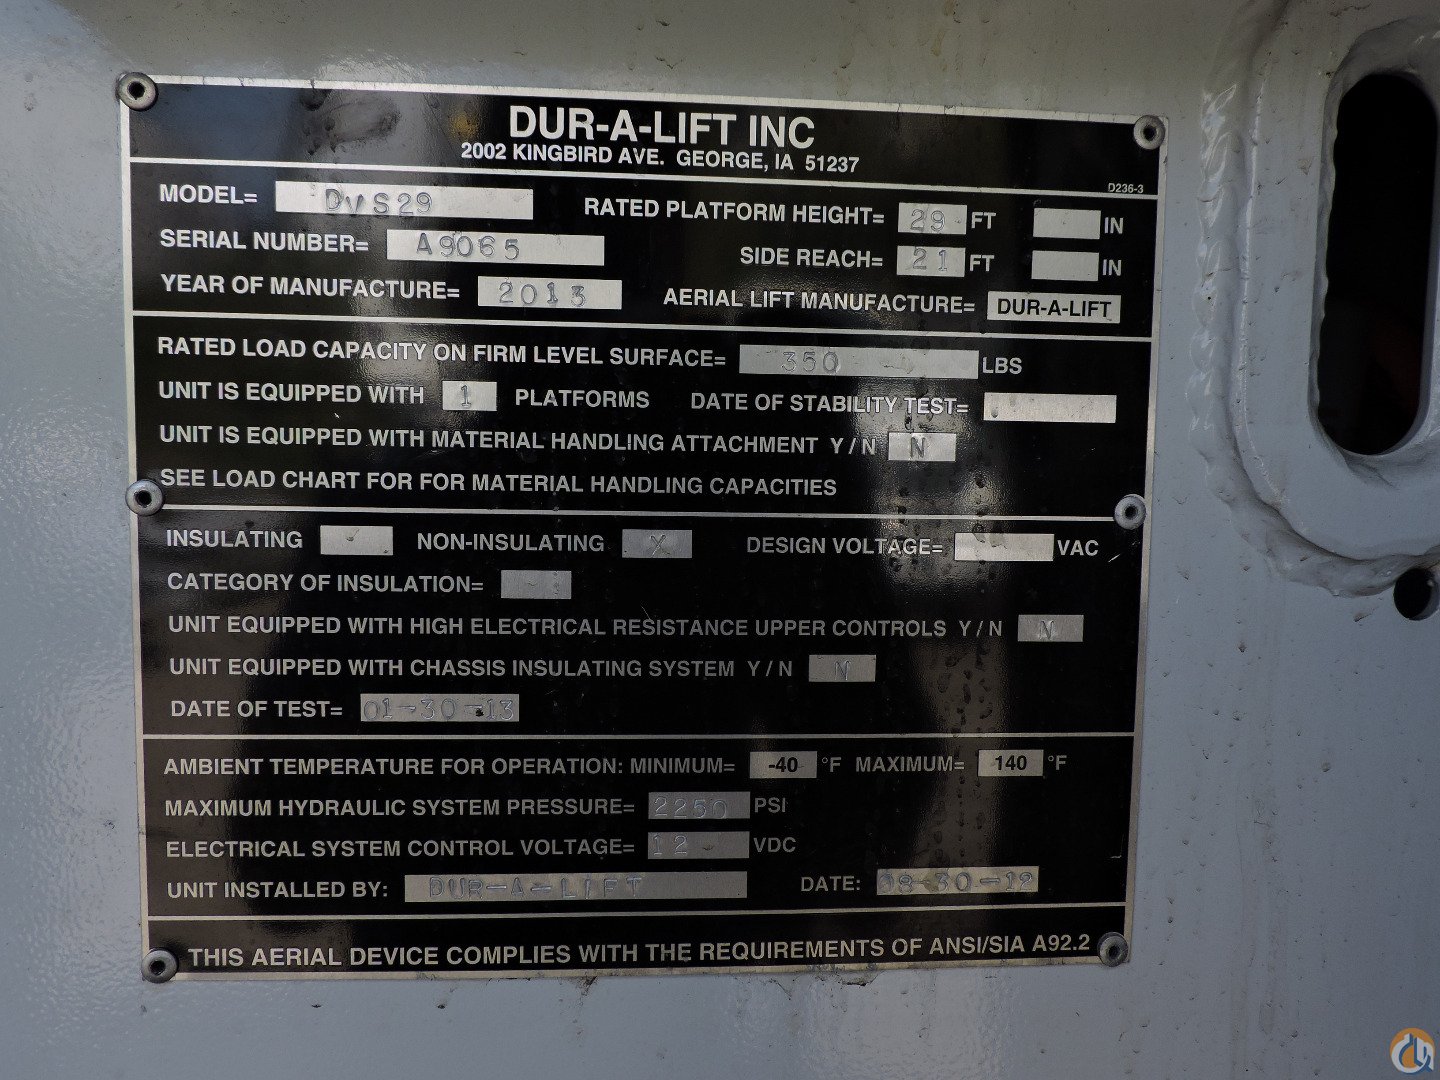 DUR-A-LIFT INC
2002 KINGBIRD AVE. GEORGE, IA 51237
D236-3
MODEL= DVS29
RATED PLATFORM HEIGHT= 29 FT IN
SERIAL NUMBER= A9065
SIDE REACH= 21 FT IN
YEAR OF MANUFACTURE= 2013
AERIAL LIFT MANUFACTURE= DUR-A-LIFT
RATED LOAD CAPACITY ON FIRM LEVEL SURFACE= 350 - LBS
UNIT IS EQUIPPED WITH 1 PLATFORMS DATE OF STABILITY TEST=
UNIT IS EQUIPPED WITH MATERIAL HANDLING ATTACHMENT Y / N N
SEE LOAD CHART FOR FOR MATERIAL HANDLING CAPACITIES
INSULATING - NON-INSULATING X DESIGN VOLTAGE= VAC
CATEGORY OF INSULATION= -
UNIT EQUIPPED WITH HIGH ELECTRICAL RESISTANCE UPPER CONTROLS Y / N N
UNIT EQUIPPED WITH CHASSIS INSULATING SYSTEM Y / N N
DATE OF TEST= 01-30-13
AMBIENT TEMPERATURE FOR OPERATION: MINIMUM= -40 °F MAXIMUM= 140 °F
MAXIMUM HYDRAULIC SYSTEM PRESSURE= 2250 PSI
ELECTRICAL SYSTEM CONTROL VOLTAGE= 12 - VDC
UNIT INSTALLED BY: DUR-A-LIFT DATE: 08-30-12
THIS AERIAL DEVICE COMPLIES WITH THE REQUIREMENTS OF ANSI/SIA A92.2